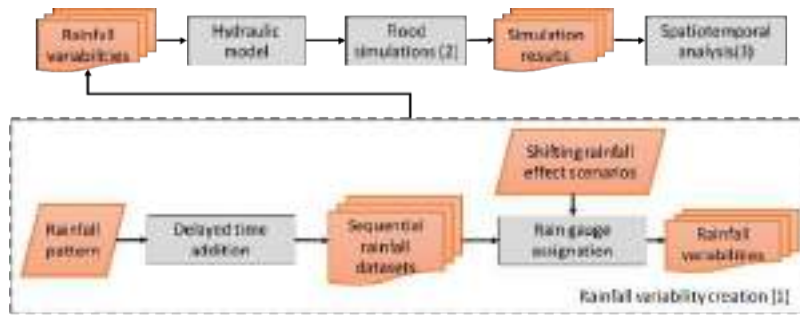 Rainfall
variabilities
Hydraulic
model
Flood
simulations (2)
Simulation
results
Spatiotemporal
analysis(3)
Shifting rainfall
effect scenarios
Rainfall
pattern
Delayed time
addition
Sequential
rainfall
datasets
Rain gauge
assignation
Rainfall
variabilities
Rainfall variability creation (1)